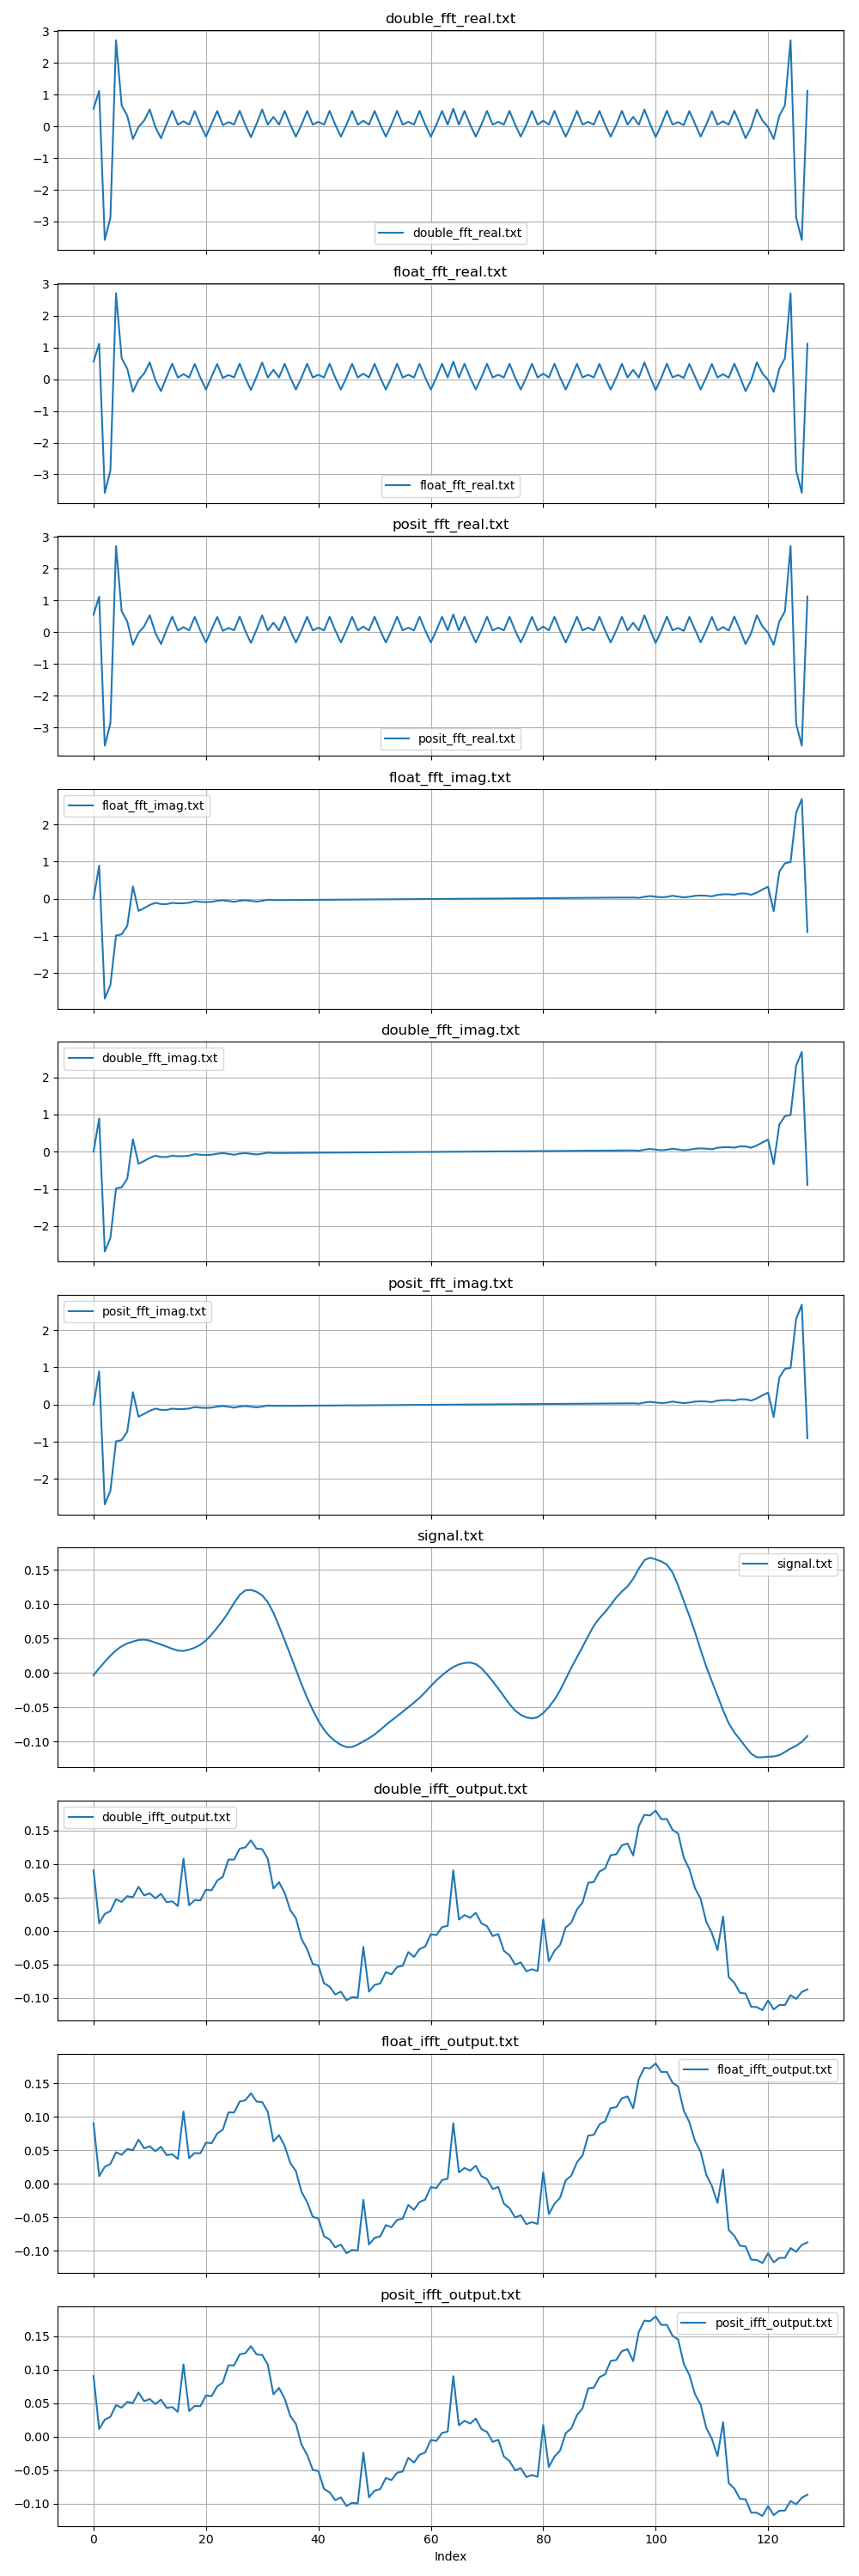 double_fft_real.txt
3
2
1
0
−1
−2
−3
double_fft_real.txt
float_fft_real.txt
3
2
1
0
−1
−2
−3
float_fft_real.txt
posit_fft_real.txt
3
2
1
0
−1
−2
−3
posit_fft_real.txt
float_fft_imag.txt
float_fft_imag.txt
2
1
0
−1
−2
double_fft_imag.txt
double_fft_imag.txt
2
1
0
−1
−2
posit_fft_imag.txt
posit_fft_imag.txt
2
1
0
−1
−2
signal.txt
signal.txt
0.15
0.10
0.05
0.00
−0.05
−0.10
double_ifft_output.txt
double_ifft_output.txt
0.15
0.10
0.05
0.00
−0.05
−0.10
float_ifft_output.txt
float_ifft_output.txt
0.15
0.10
0.05
0.00
−0.05
−0.10
posit_ifft_output.txt
posit_ifft_output.txt
0.15
0.10
0.05
0.00
−0.05
−0.10
0 20 40 60 80 100 120
Index